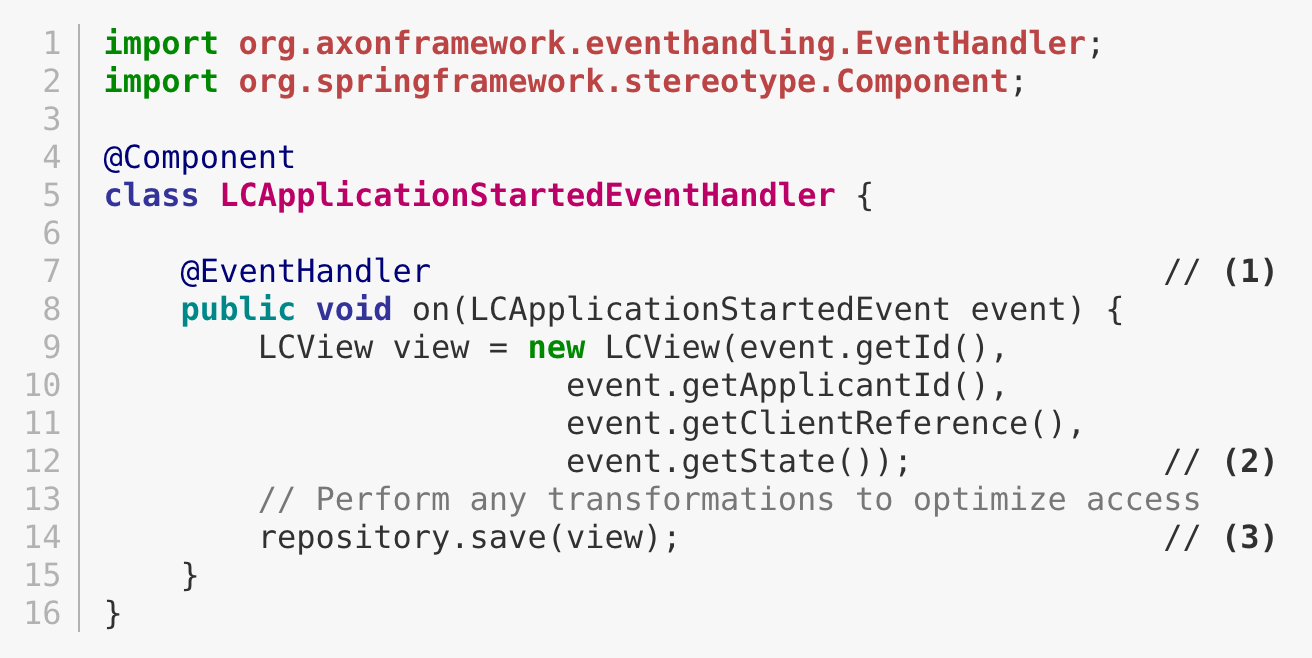 1 import org.axonframework.eventhandling.EventHandler;
2 import org.springframework.stereotype.Component;
3
4 @Component
5 class LCApplicationStartedEventHandler {
6
7     @EventHandler                                      // (1)
8     public void on(LCApplicationStartedEvent event) {
9         LCView view = new LCView(event.getId(),
10                         event.getApplicantId(),
11                         event.getClientReference(),
12                         event.getState());             // (2)
13         // Perform any transformations to optimize access
14         repository.save(view);                         // (3)
15     }
16 }